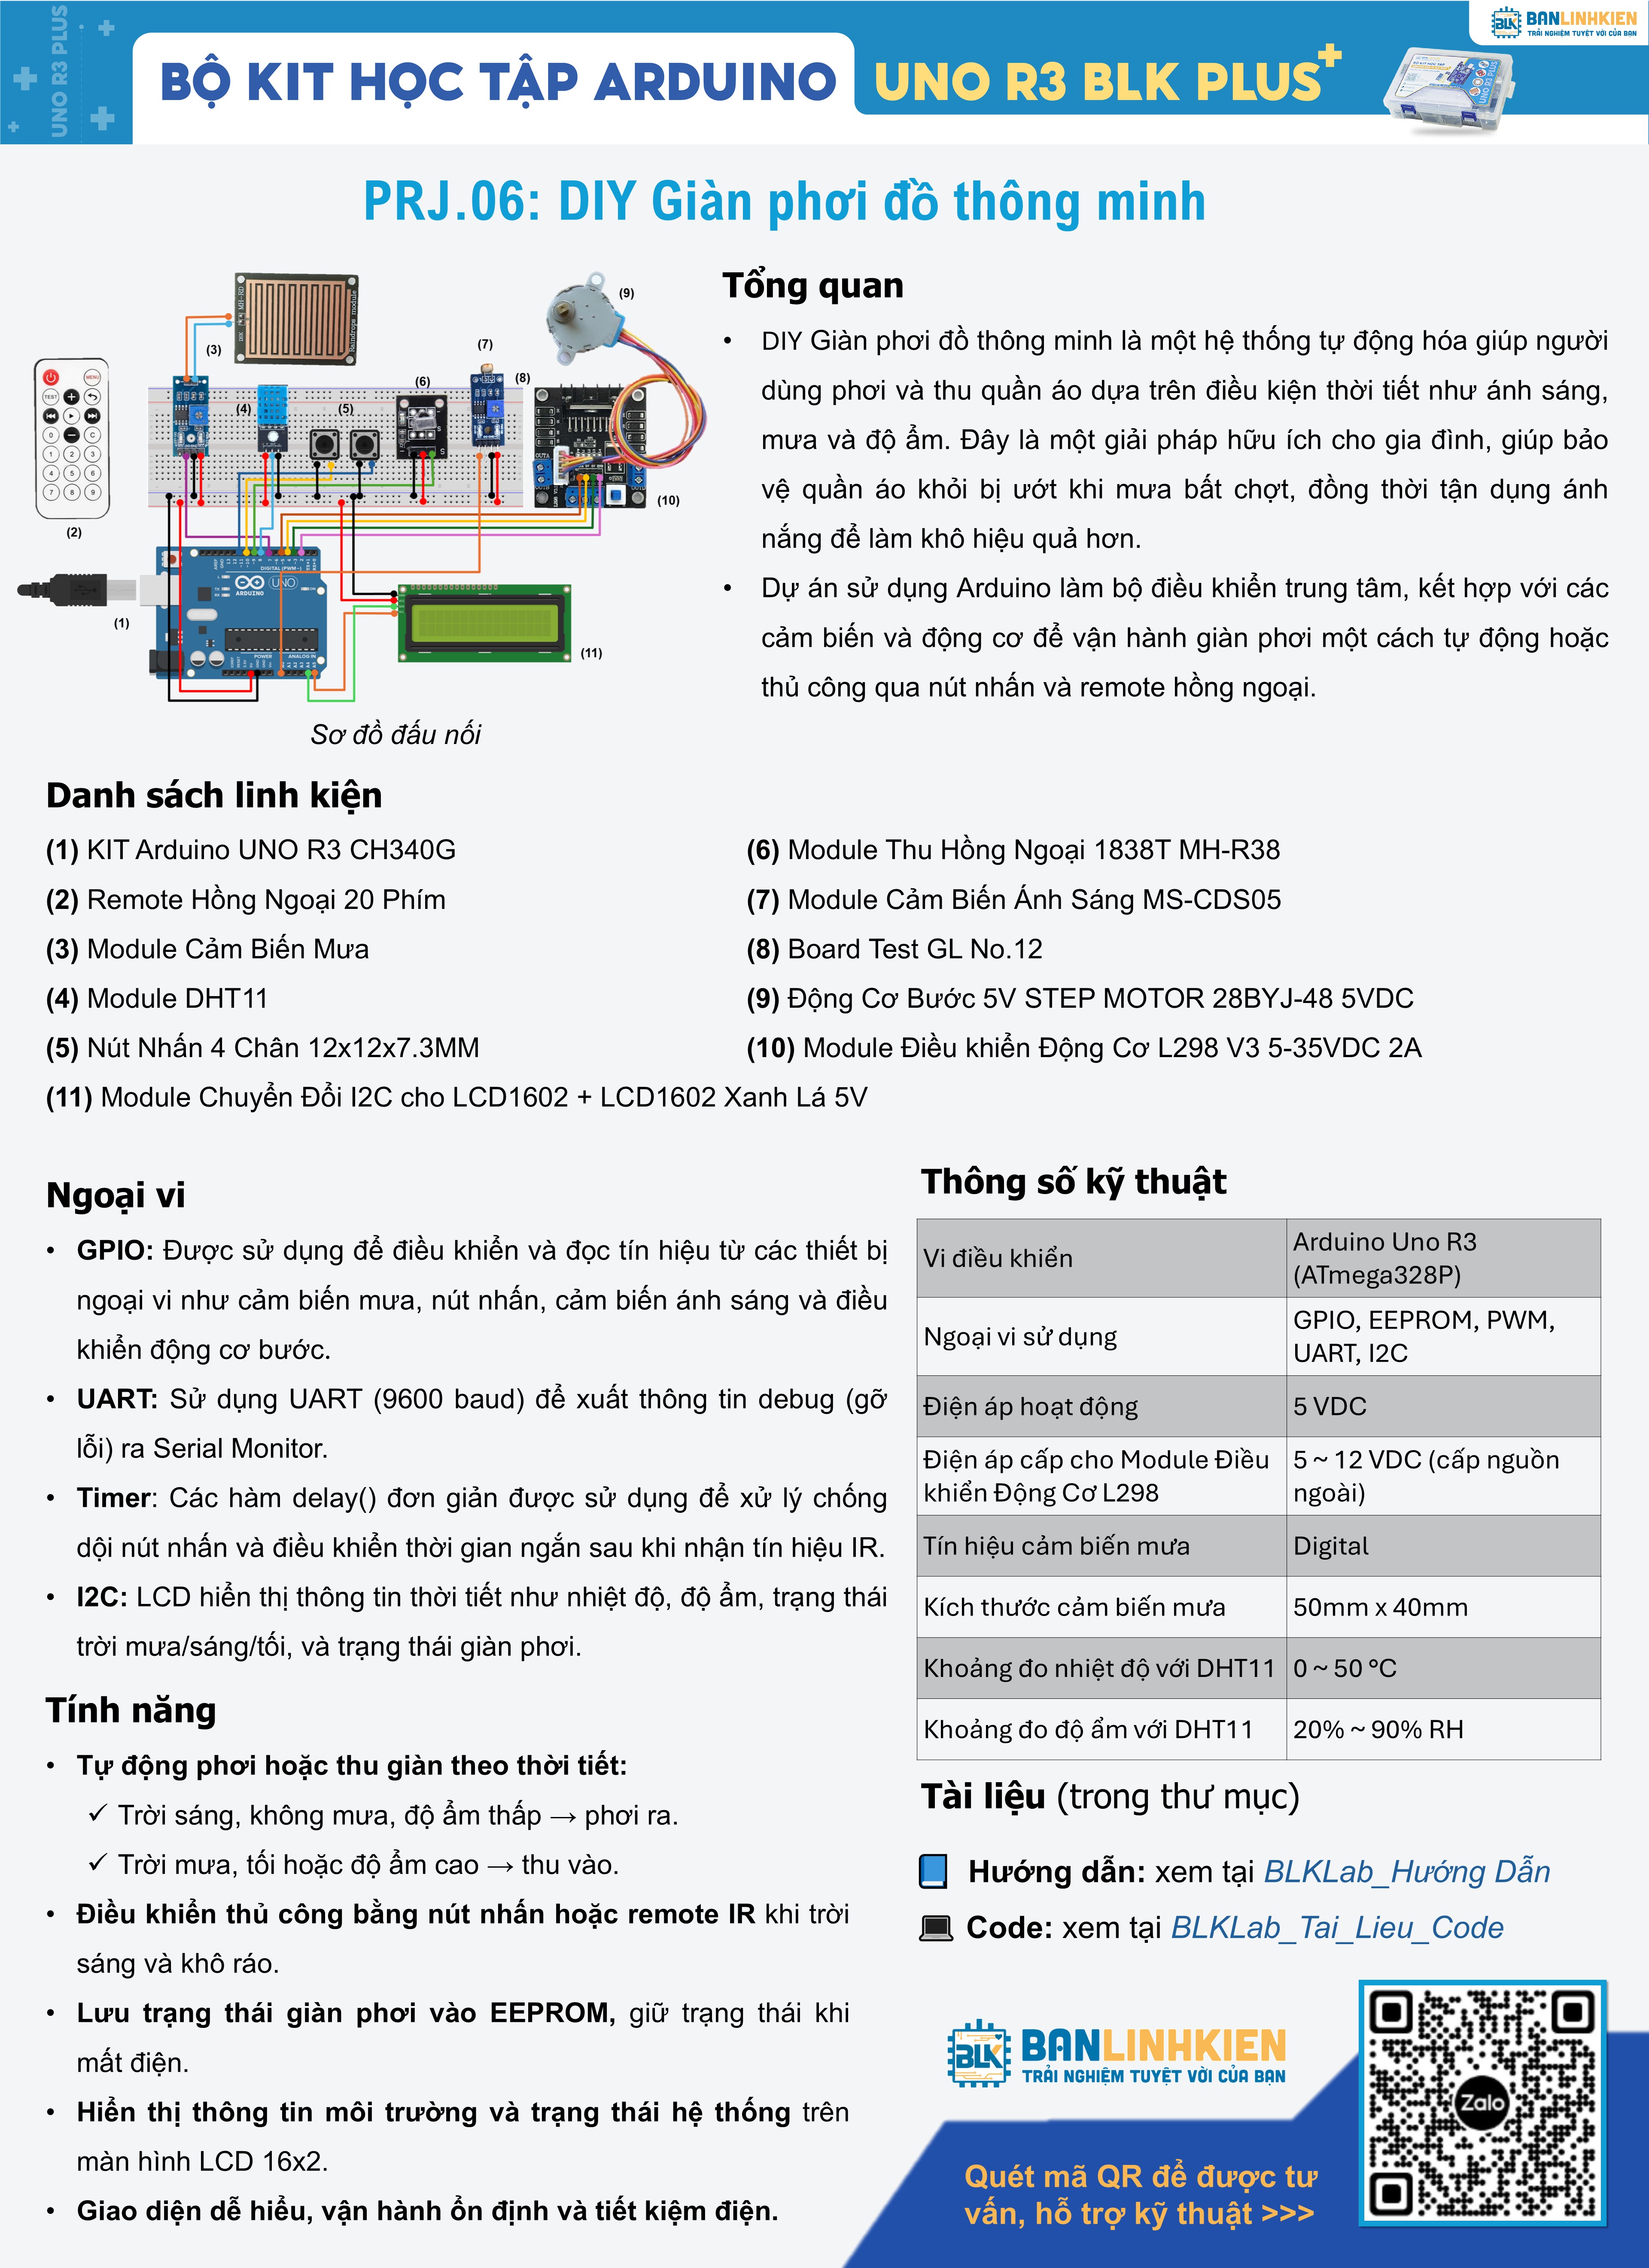 UNO R3 PLUS
BLK BANLINHKIEN
TRẢI NGHIỆM TUYỆT VỜI CỦA BẠN
BỘ KIT HỌC TẬP ARDUINO UNO R3 BLK PLUS+
PRJ.06: DIY Giàn phơi đồ thông minh
(1)
(2)
(3)
(4)
(5)
(6)
(7)
(8)
(9)
(10)
(11)
MENU
TEST
0 C
1 2 3
4 5 6
7 8 9
MH-RD
Raindrops module
OUTA
DIGITAL (PWM~)
UNO
ARDUINO
POWER
ANALOG IN
Sơ đồ đấu nối
Tổng quan
• DIY Giàn phơi đồ thông minh là một hệ thống tự động hóa giúp người
dùng phơi và thu quần áo dựa trên điều kiện thời tiết như ánh sáng,
mưa và độ ẩm. Đây là một giải pháp hữu ích cho gia đình, giúp bảo
vệ quần áo khỏi bị ướt khi mưa bất chợt, đồng thời tận dụng ánh
nắng để làm khô hiệu quả hơn.
• Dự án sử dụng Arduino làm bộ điều khiển trung tâm, kết hợp với các
cảm biến và động cơ để vận hành giàn phơi một cách tự động hoặc
thủ công qua nút nhấn và remote hồng ngoại.
Danh sách linh kiện
(1) KIT Arduino UNO R3 CH340G
(2) Remote Hồng Ngoại 20 Phím
(3) Module Cảm Biến Mưa
(4) Module DHT11
(5) Nút Nhấn 4 Chân 12x12x7.3MM
(6) Module Thu Hồng Ngoại 1838T MH-R38
(7) Module Cảm Biến Ánh Sáng MS-CDS05
(8) Board Test GL No.12
(9) Động Cơ Bước 5V STEP MOTOR 28BYJ-48 5VDC
(10) Module Điều khiển Động Cơ L298 V3 5-35VDC 2A
(11) Module Chuyển Đổi I2C cho LCD1602 + LCD1602 Xanh Lá 5V
Ngoại vi
• GPIO: Được sử dụng để điều khiển và đọc tín hiệu từ các thiết bị
ngoại vi như cảm biến mưa, nút nhấn, cảm biến ánh sáng và điều
khiển động cơ bước.
• UART: Sử dụng UART (9600 baud) để xuất thông tin debug (gỡ
lỗi) ra Serial Monitor.
• Timer: Các hàm delay() đơn giản được sử dụng để xử lý chống
dội nút nhấn và điều khiển thời gian ngắn sau khi nhận tín hiệu IR.
• I2C: LCD hiển thị thông tin thời tiết như nhiệt độ, độ ẩm, trạng thái
trời mưa/sáng/tối, và trạng thái giàn phơi.
Tính năng
• Tự động phơi hoặc thu giàn theo thời tiết:
✓ Trời sáng, không mưa, độ ẩm thấp → phơi ra.
✓ Trời mưa, tối hoặc độ ẩm cao → thu vào.
• Điều khiển thủ công bằng nút nhấn hoặc remote IR khi trời
sáng và khô ráo.
• Lưu trạng thái giàn phơi vào EEPROM, giữ trạng thái khi
mất điện.
• Hiển thị thông tin môi trường và trạng thái hệ thống trên
màn hình LCD 16x2.
• Giao diện dễ hiểu, vận hành ổn định và tiết kiệm điện.
Thông số kỹ thuật
Vi điều khiển
Arduino Uno R3
(ATmega328P)
Ngoại vi sử dụng
GPIO, EEPROM, PWM,
UART, I2C
Điện áp hoạt động
5 VDC
Điện áp cấp cho Module Điều
khiển Động Cơ L298
5 ~ 12 VDC (cấp nguồn
ngoài)
Tín hiệu cảm biến mưa
Digital
Kích thước cảm biến mưa
50mm x 40mm
Khoảng đo nhiệt độ với DHT11
0 ~ 50 °C
Khoảng đo độ ẩm với DHT11
20% ~ 90% RH
Tài liệu (trong thư mục)
Hướng dẫn: xem tại BLKLab_Hướng Dẫn
Code: xem tại BLKLab_Tai_Lieu_Code
BLK BANLINHKIEN
TRẢI NGHIỆM TUYỆT VỜI CỦA BẠN
Quét mã QR để được tư
vấn, hỗ trợ kỹ thuật >>>
Zalo